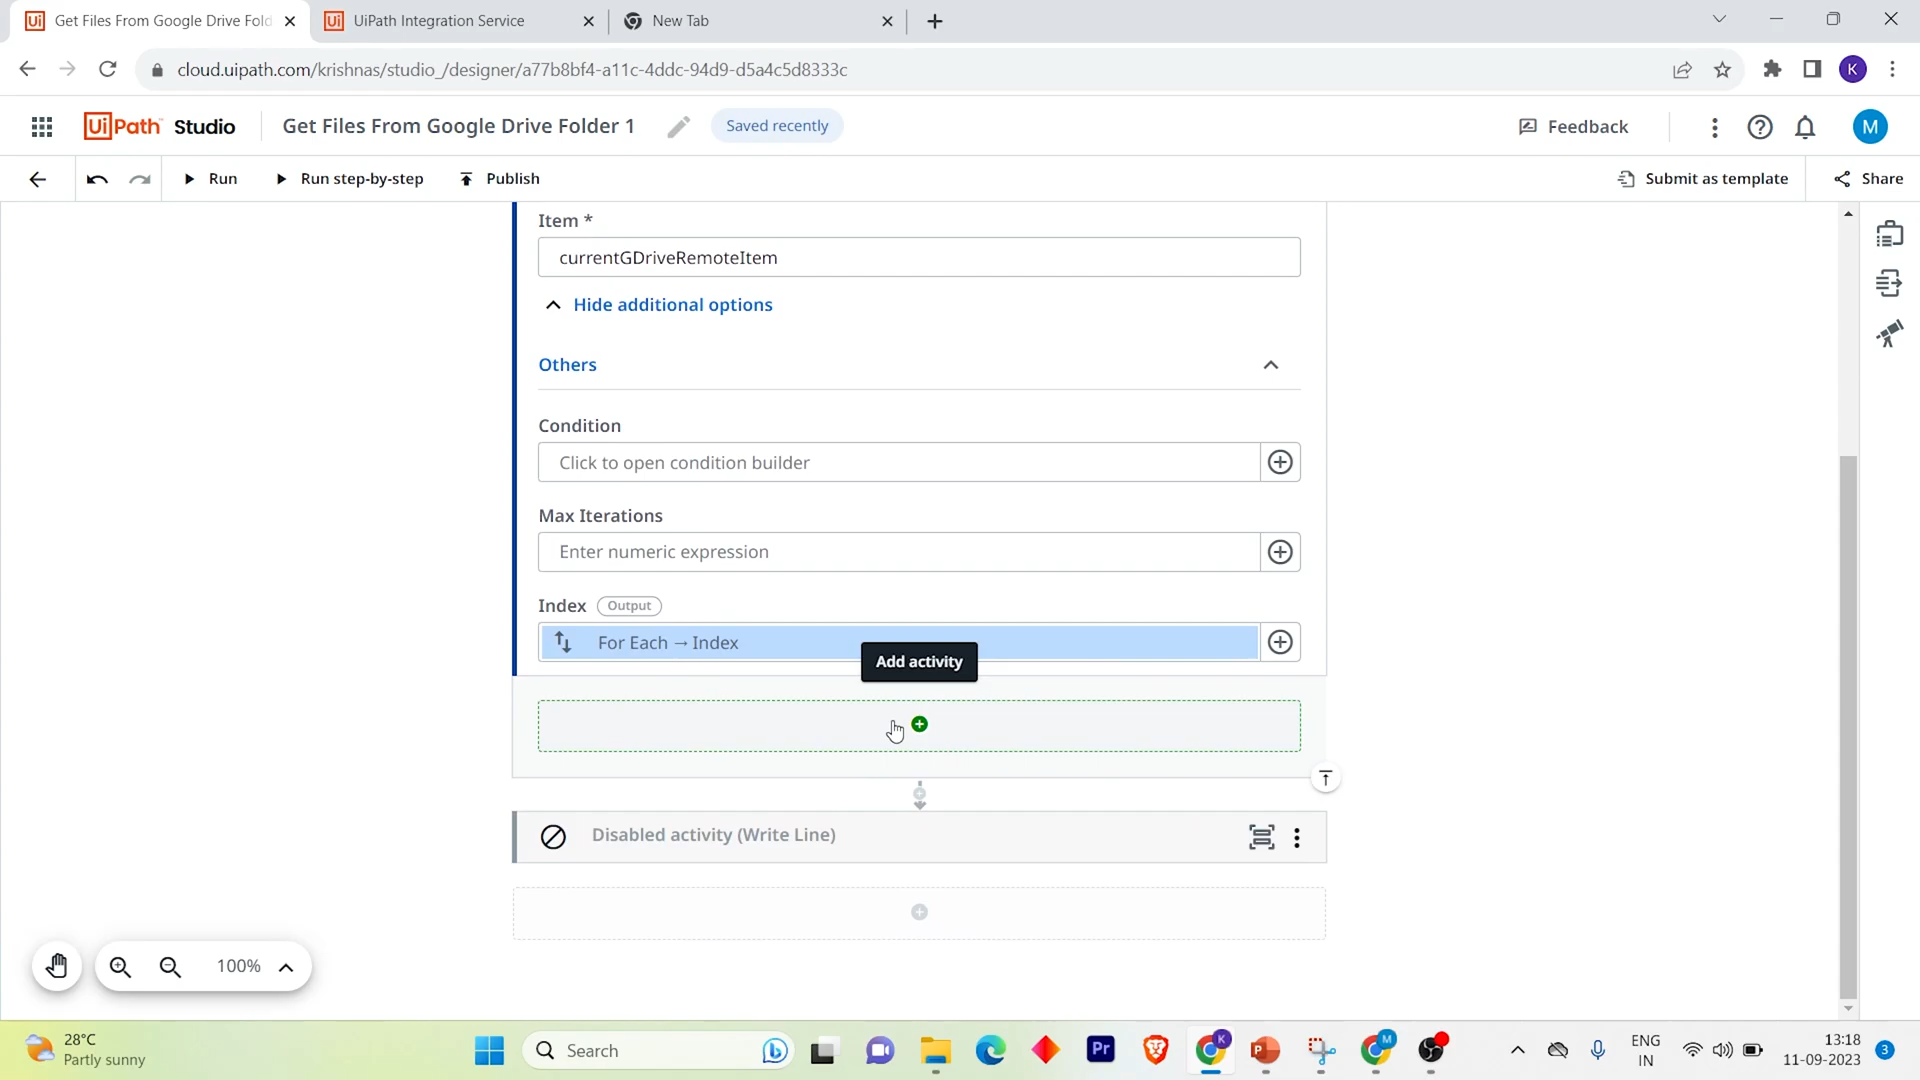 Get Files From Google Drive Fold
UiPath Integration Service
New Tab
cloud.uipath.com/krishnas/studio_/designer/a77b8bf4-a11c-4ddc-94d9-d5a4c5d8333c
K
UiPath Studio
Get Files From Google Drive Folder 1
Saved recently
Feedback
M
Run
Run step-by-step
Publish
Submit as template
Share
Item *
currentGDriveRemoteItem
Hide additional options
Others
Condition
Click to open condition builder
Max Iterations
Enter numeric expression
Index Output
For Each → Index
Add activity
Disabled activity (Write Line)
100%
28°C
Partly sunny
Search
Pr
K
M
ENG
IN
13:18
11-09-2023
3